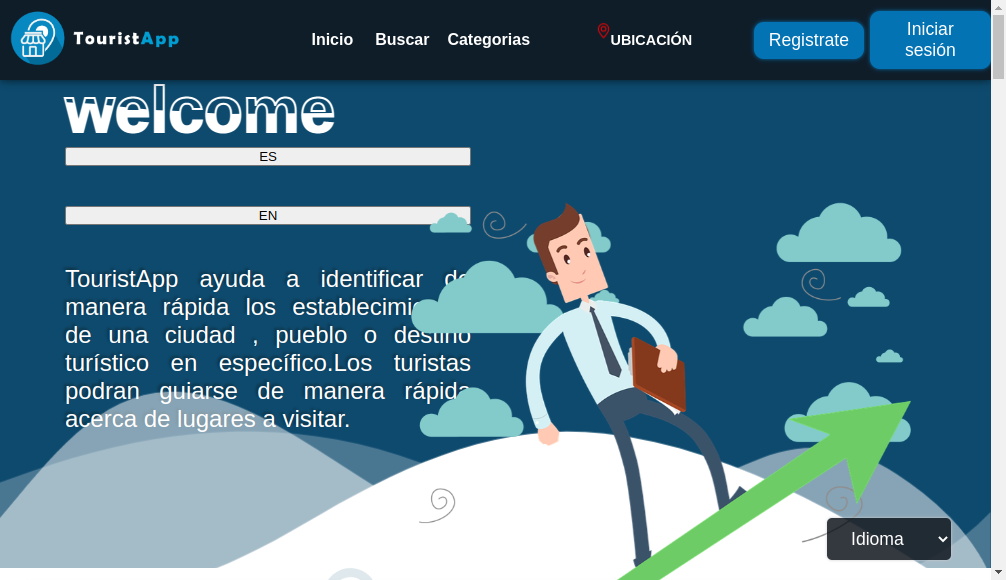 TouristApp
Inicio Buscar Categorias
UBICACIÓN
Registrate
Iniciar
sesión
welcome
ES
EN
TouristApp ayuda a identificar de
manera rápida los
de una ciudad , pueblo o destino
turístico en específico.Los turistas
podran guiarse de manera rápida
acerca de lugares a visitar.
Idioma